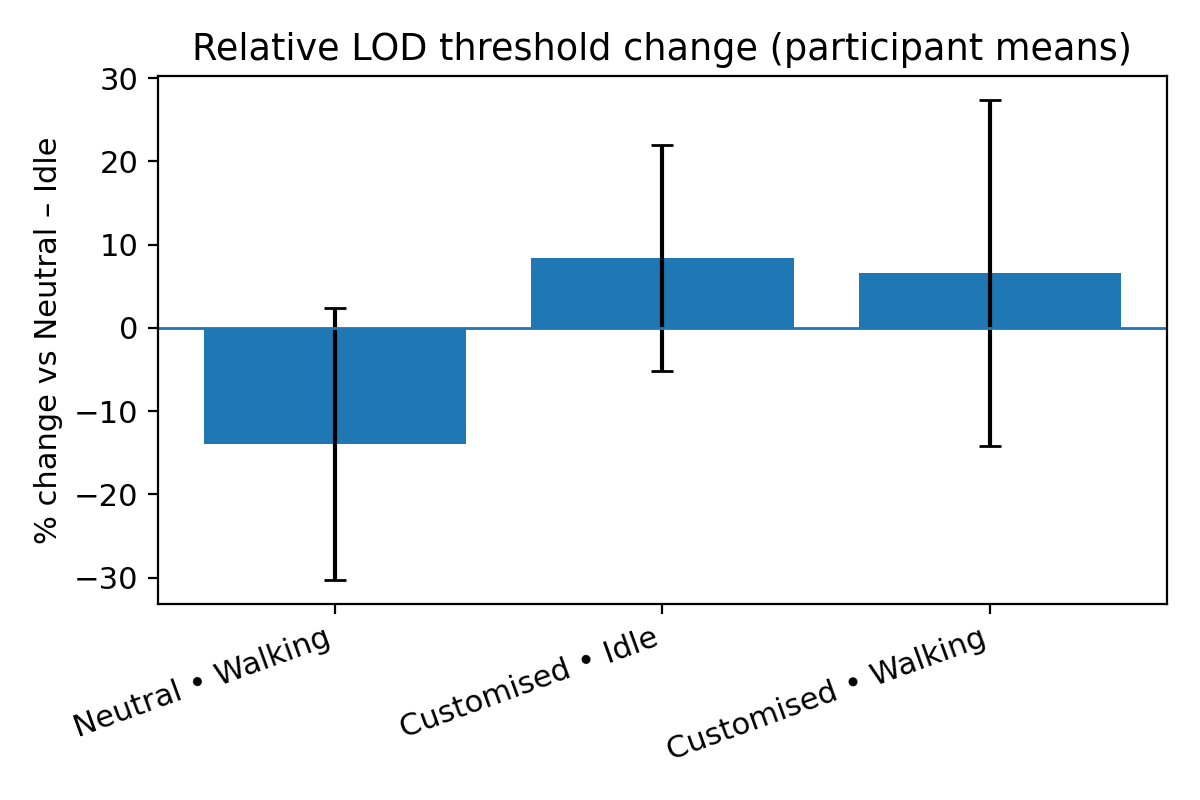 Relative LOD threshold change (participant means)
% change vs Neutral – Idle
30
20
10
0
−10
−20
−30
Neutral • Walking
Customised • Idle
Customised • Walking